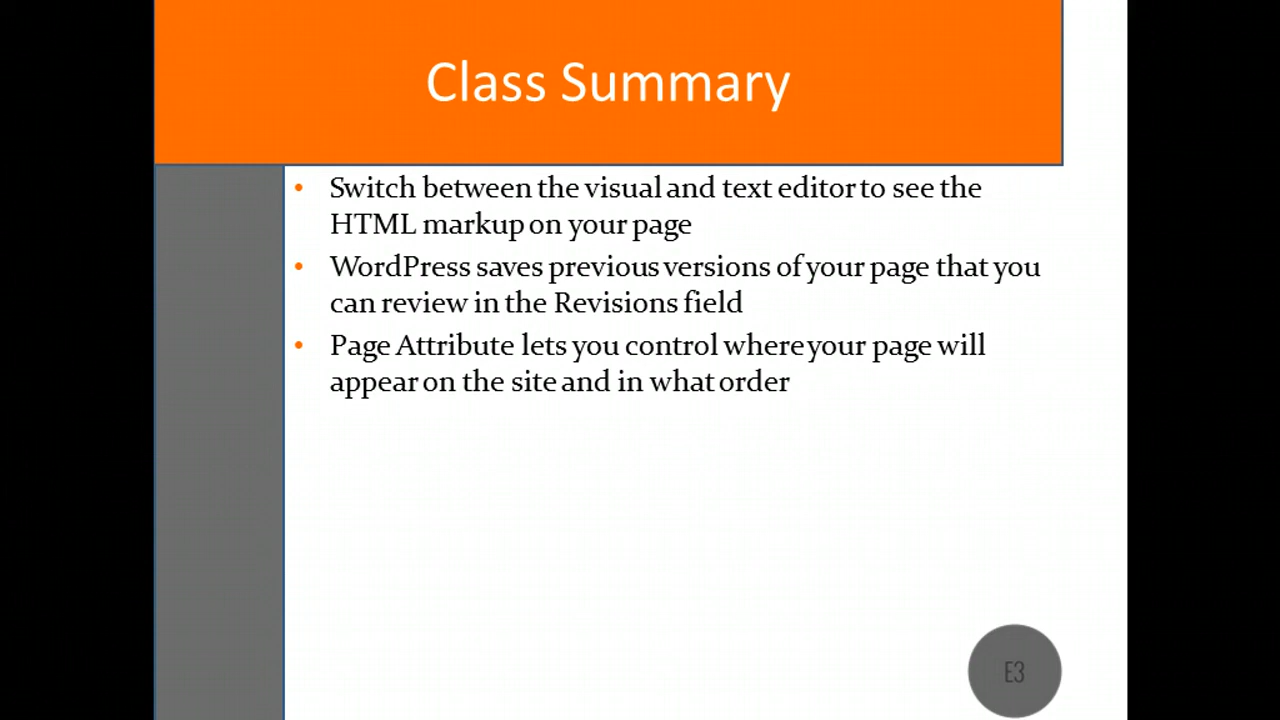 Class Summary
• Switch between the visual and text editor to see the
HTML markup on your page
• WordPress saves previous versions of your page that you
can review in the Revisions field
• Page Attribute lets you control where your page will
appear on the site and in what order
E3